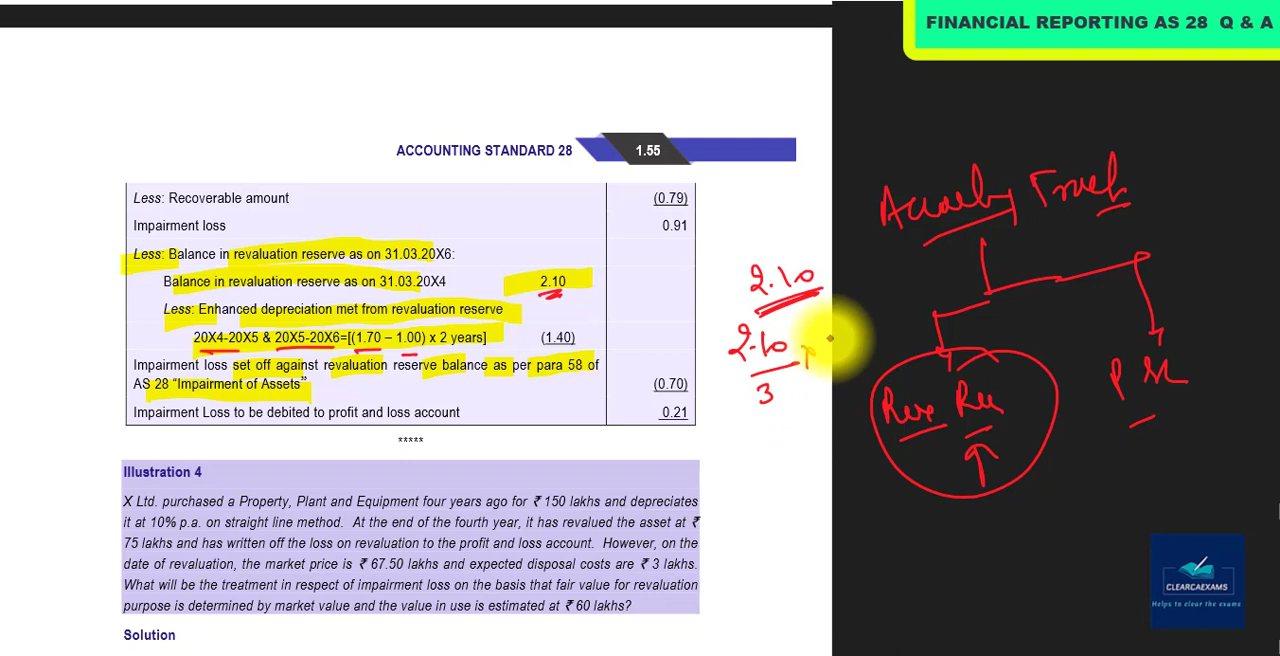 FINANCIAL REPORTING AS 28 Q & A
ACCOUNTING STANDARD 28 1.55
Less: Recoverable amount (0.79)
Impairment loss 0.91
Less: Balance in revaluation reserve as on 31.03.20X6:
Balance in revaluation reserve as on 31.03.20X4 2.10
Less: Enhanced depreciation met from revaluation reserve
20X4-20X5 & 20X5-20X6=[(1.70 – 1.00) x 2 years] (1.40)
Impairment loss set off against revaluation reserve balance as per para 58 of
AS 28 “Impairment of Assets” (0.70)
Impairment Loss to be debited to profit and loss account 0.21
*****
Illustration 4
X Ltd. purchased a Property, Plant and Equipment four years ago for ₹ 150 lakhs and depreciates
it at 10% p.a. on straight line method. At the end of the fourth year, it has revalued the asset at ₹
75 lakhs and has written off the loss on revaluation to the profit and loss account. However, on the
date of revaluation, the market price is ₹ 67.50 lakhs and expected disposal costs are ₹ 3 lakhs.
What will be the treatment in respect of impairment loss on the basis that fair value for revaluation
purpose is determined by market value and the value in use is estimated at ₹ 60 lakhs?
Solution
2.10
2.10
3
CLEARCAEXAMS
Helps to clear the exams